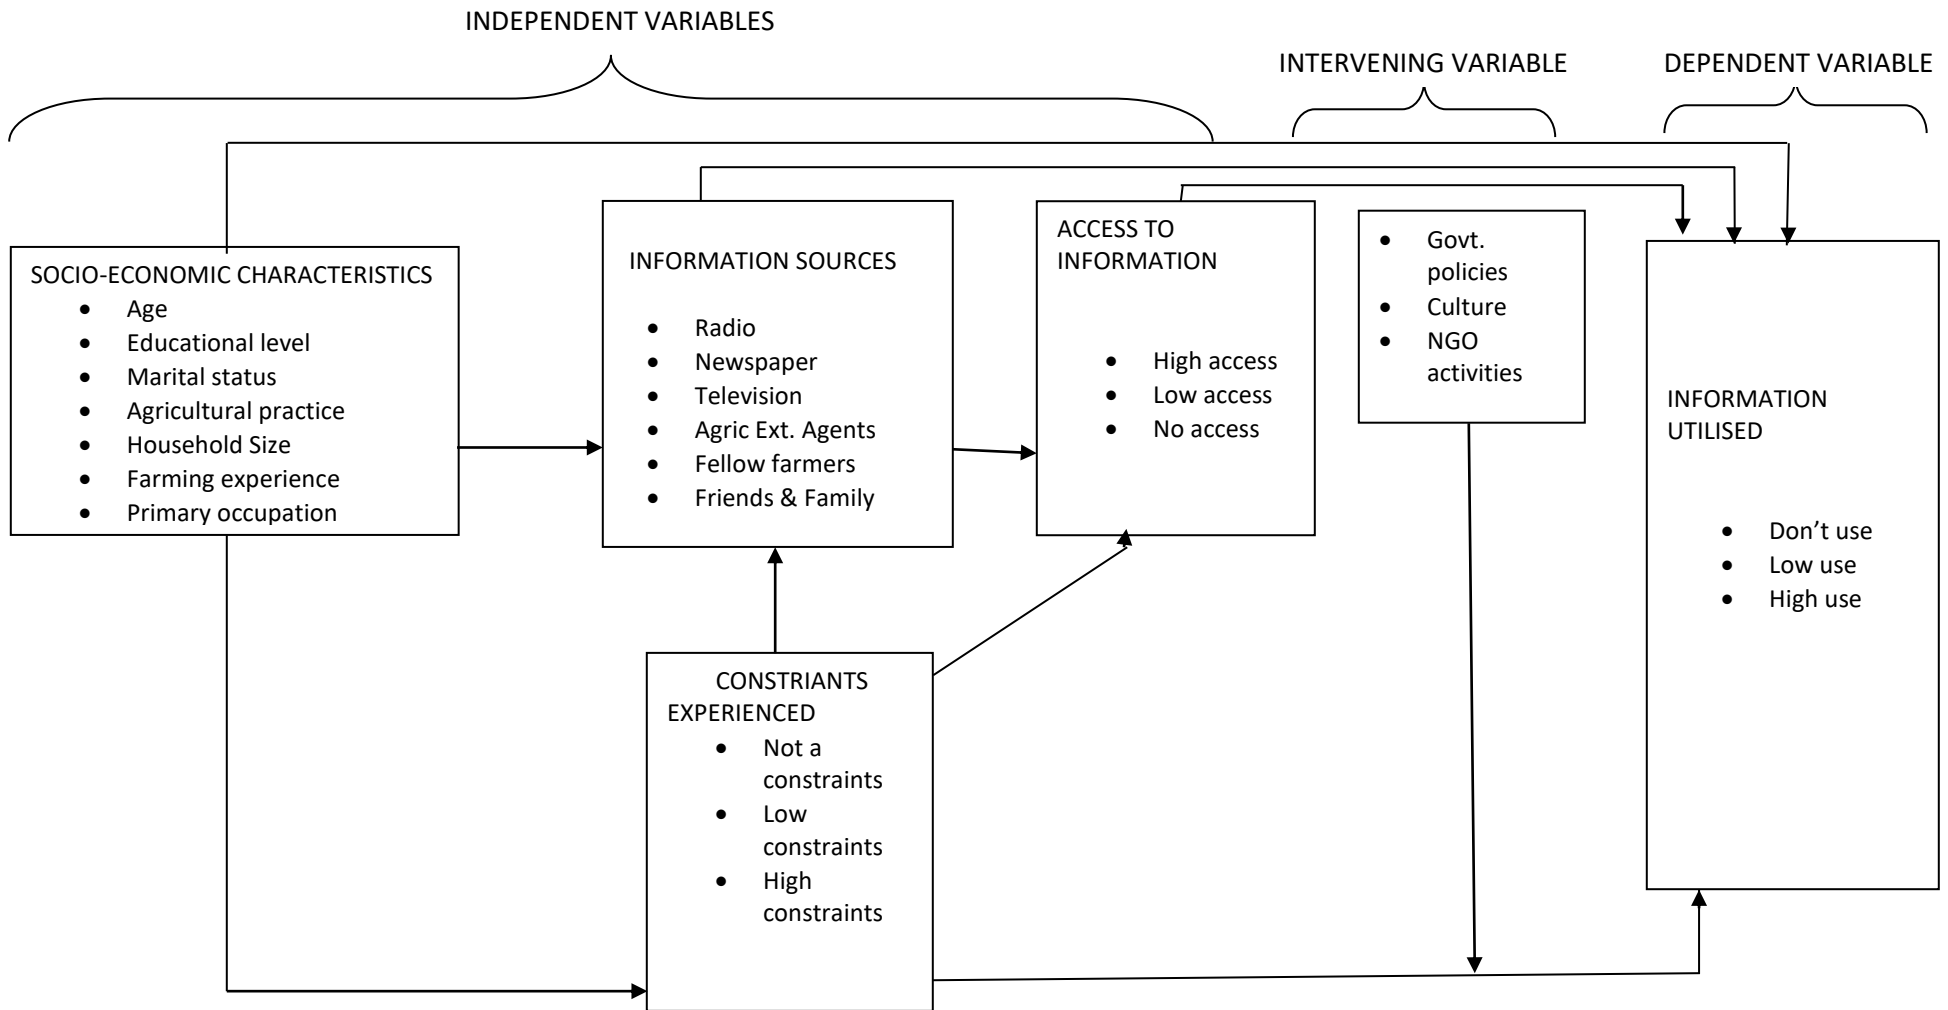 INDEPENDENT VARIABLES
INTERVENING VARIABLE
DEPENDENT VARIABLE
SOCIO-ECONOMIC CHARACTERISTICS
• Age
• Educational level
• Marital status
• Agricultural practice
• Household Size
• Farming experience
• Primary occupation
INFORMATION SOURCES
• Radio
• Newspaper
• Television
• Agric Ext. Agents
• Fellow farmers
• Friends & Family
ACCESS TO
INFORMATION
• High access
• Low access
• No access
• Govt.
policies
• Culture
• NGO
activities
INFORMATION
UTILISED
• Don’t use
• Low use
• High use
CONSTRIANTS
EXPERIENCED
• Not a
constraints
• Low
constraints
• High
constraints